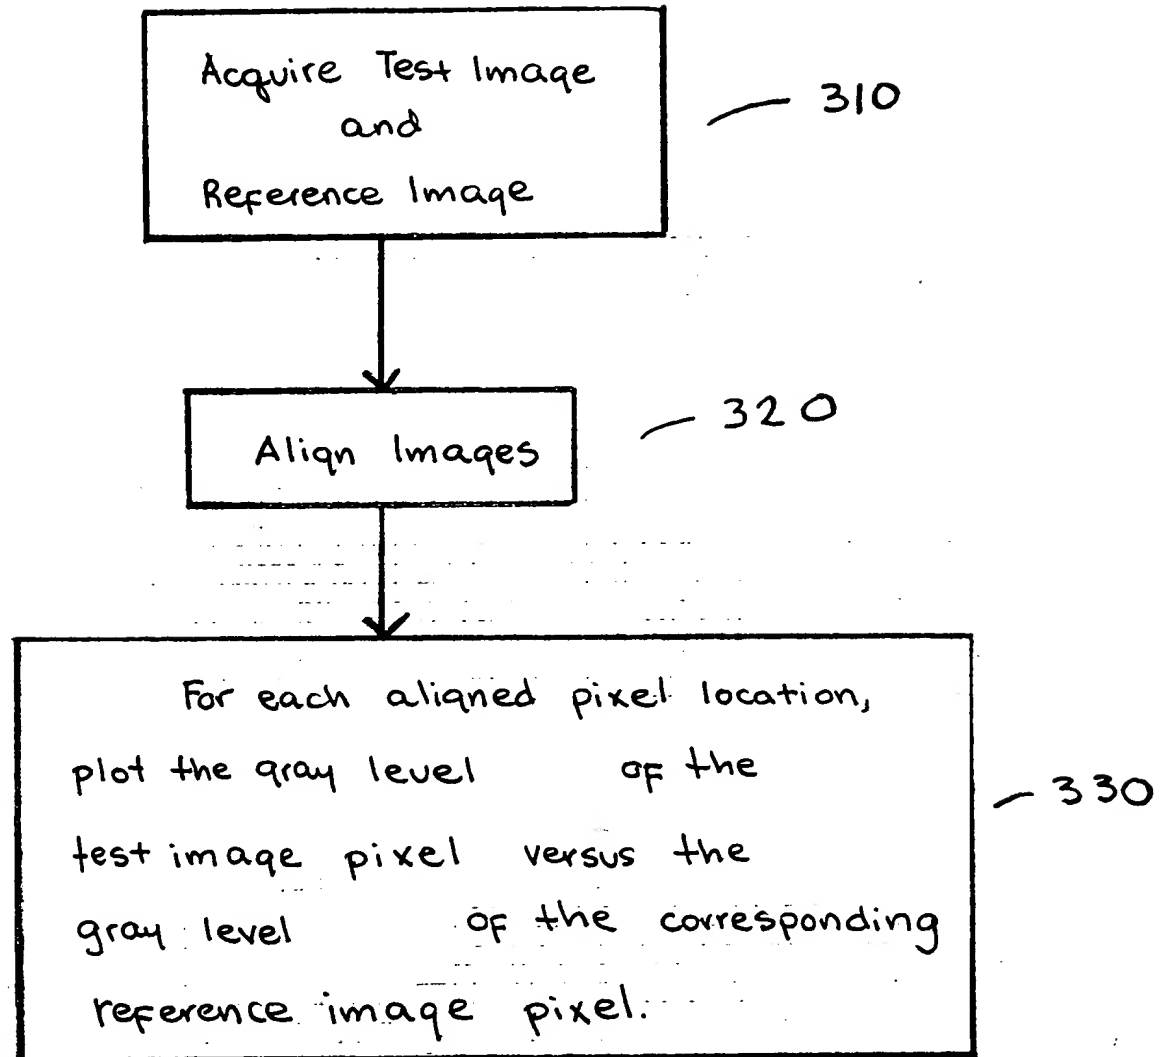 Acquire Test Image
and
Reference Image
310
Align Images
320
For each aligned pixel location,
plot the gray level of the
test image pixel versus the
gray level of the corresponding
reference image pixel.
330